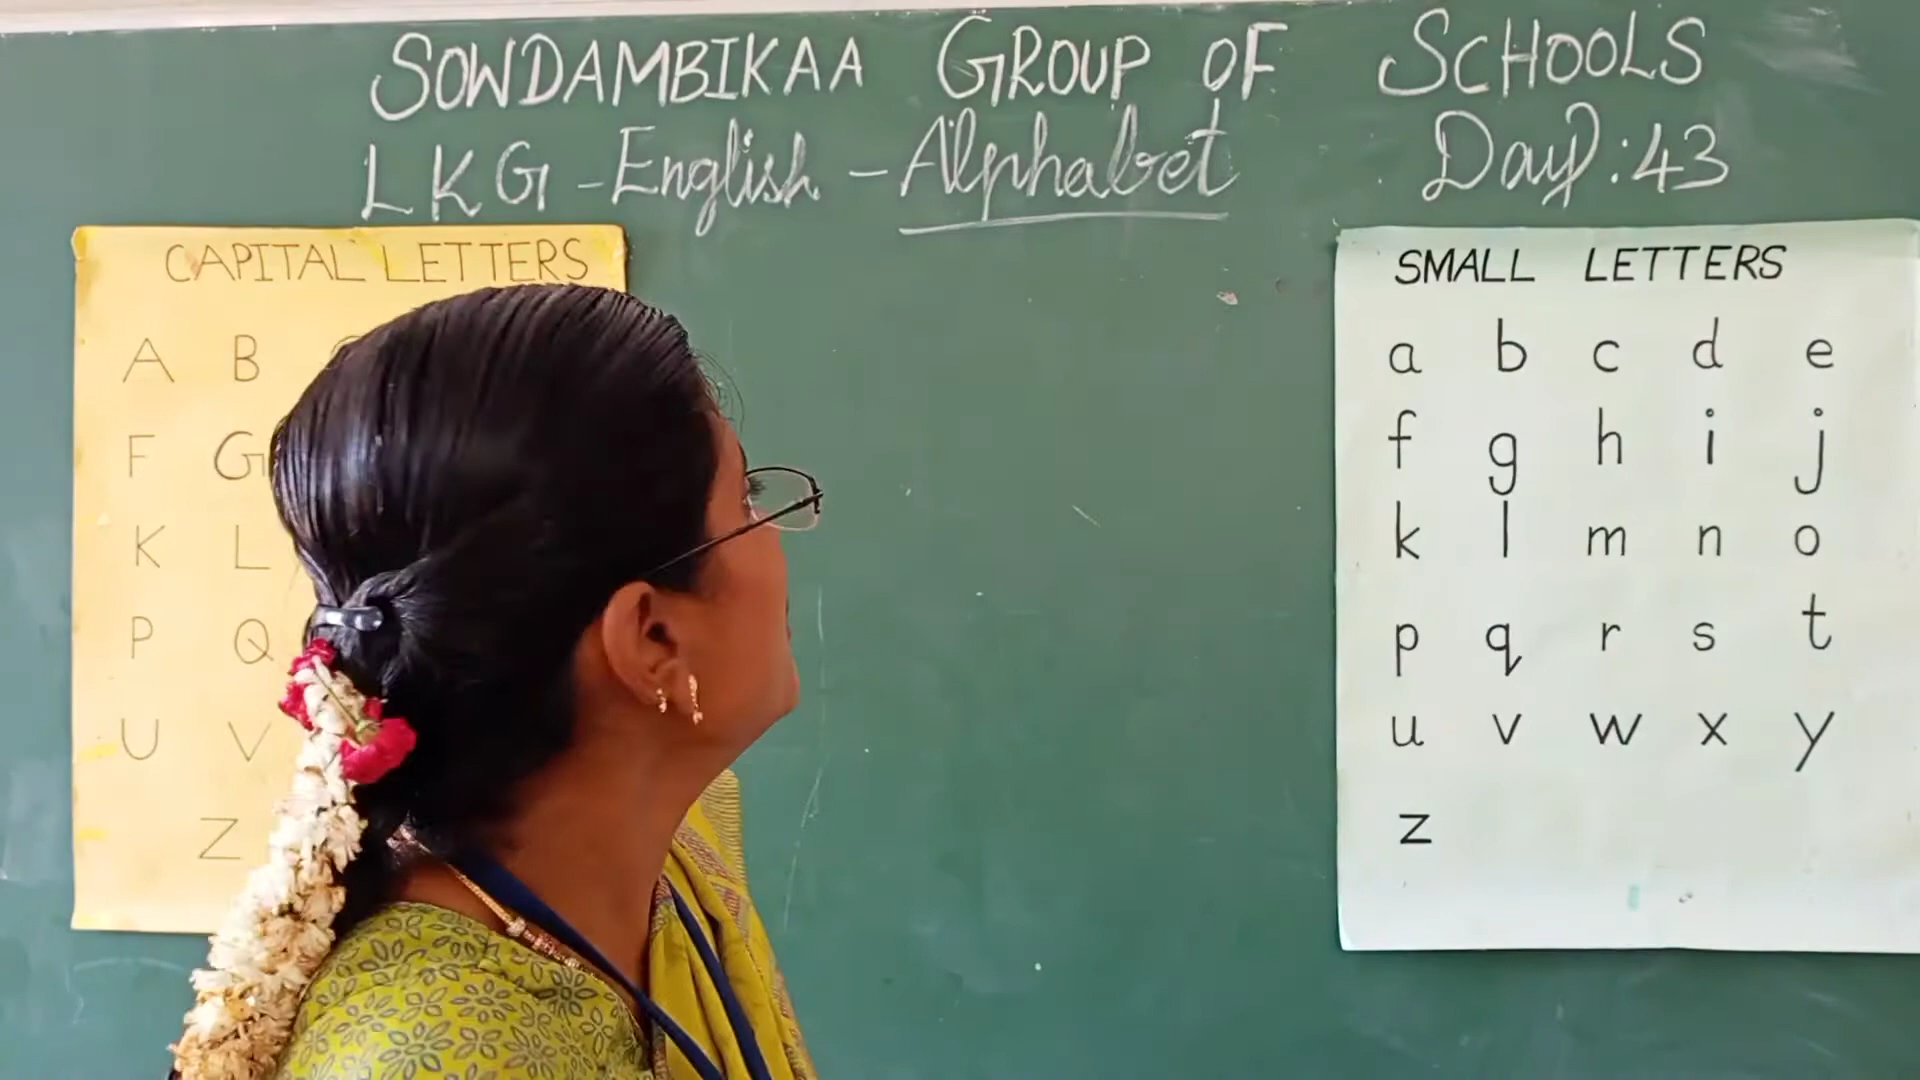 SOWDAMBIKAA GROUP OF SCHOOLS
LKG - English - Alphabet Day : 43
CAPITAL LETTERS
A B
F G
K L
P Q
U V
Z
SMALL LETTERS
a b c d e
f g h i j
k l m n o
p q r s t
u v w x y
z